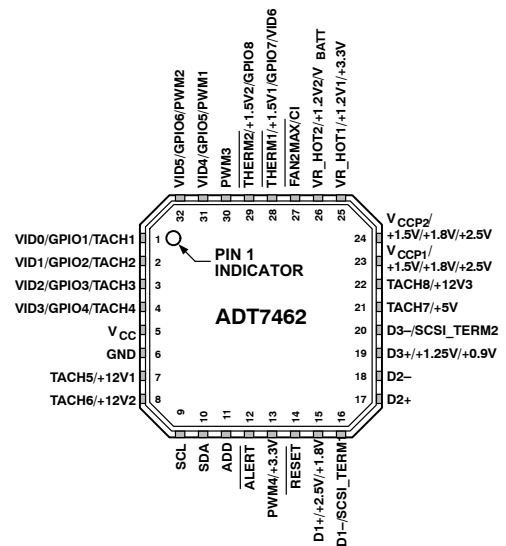 VID5/GPIO6/PWM2
VID4/GPIO5/PWM1
PWM3
THERM2/+1.5V2/GPIO8
THERM1/+1.5V1/GPIO7/VID6
FAN2MAX/CI
VR_HOT2/+1.2V2/VBATT
VR_HOT1/+1.2V1/+3.3V
32 31 30 29 28 27 26 25
VID0/GPIO1/TACH1 1
VID1/GPIO2/TACH2 2
VID2/GPIO3/TACH3 3
VID3/GPIO4/TACH4 4
VCC 5
GND 6
TACH5/+12V1 7
TACH6/+12V2 8
PIN 1
INDICATOR
ADT7462
24 VCCP2/
+1.5V/+1.8V/+2.5V
23 VCCP1/
+1.5V/+1.8V/+2.5V
22 TACH8/+12V3
21 TACH7/+5V
20 D3–/SCSI_TERM2
19 D3+/+1.25V/+0.9V
18 D2–
17 D2+
9 10 11 12 13 14 15 16
SCL
SDA
ADD
ALERT
PWM4/+3.3V
RESET
D1+/+2.5V/+1.8V
D1–/SCSI_TERM1